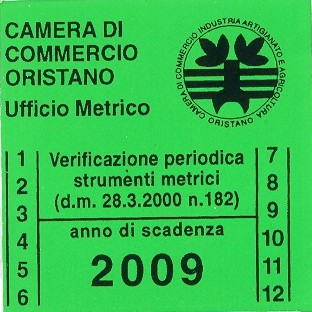 CAMERA DI
COMMERCIO
ORISTANO
Ufficio Metrico
CAMERA DI COMMERCIO INDUSTRIA ARTIGIANATO E AGRICOLTURA
ORISTANO
1
2
3
4
5
6
Verificazione periodica
strumenti metrici
(d.m. 28.3.2000 n.182)
anno di scadenza
2009
7
8
9
10
11
12